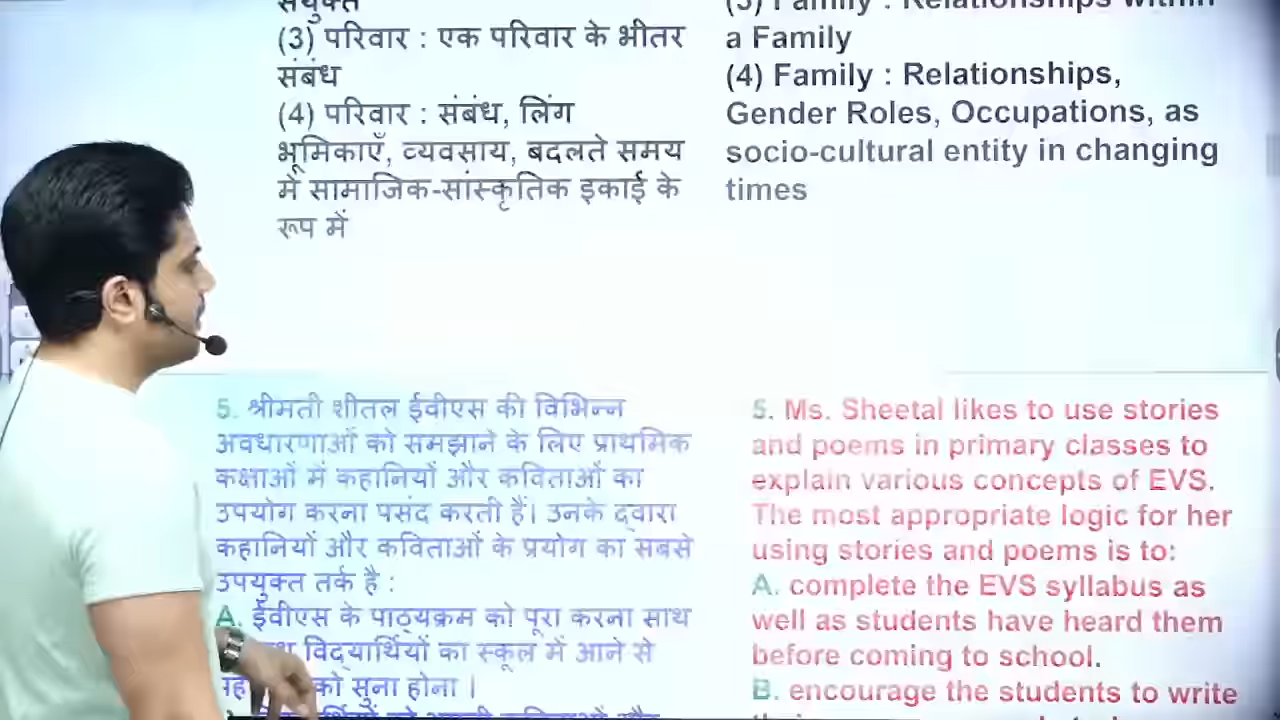 संयुक्त
(3) परिवार : एक परिवार के भीतर
संबंध
(4) परिवार : संबंध, लिंग
भूमिकाएँ, व्यवसाय, बदलते समय
में सामाजिक-सांस्कृतिक इकाई के
रूप में
(3) Family : Relationships within
a Family
(4) Family : Relationships,
Gender Roles, Occupations, as
socio-cultural entity in changing
times
5. श्रीमती शीतल ईवीएस की विभिन्न
अवधारणाओं को समझाने के लिए प्राथमिक
कक्षाओं में कहानियों और कविताओं का
उपयोग करना पसंद करती हैं। उनके द्वारा
कहानियों और कविताओं के प्रयोग का सबसे
उपयुक्त तर्क है :
A. ईवीएस के पाठ्यक्रम को पूरा करना साथ
विद्यार्थियों का स्कूल में आने से
को सुना होना ।
5. Ms. Sheetal likes to use stories
and poems in primary classes to
explain various concepts of EVS.
The most appropriate logic for her
using stories and poems is to:
A. complete the EVS syllabus as
well as students have heard them
before coming to school.
B. encourage the students to write